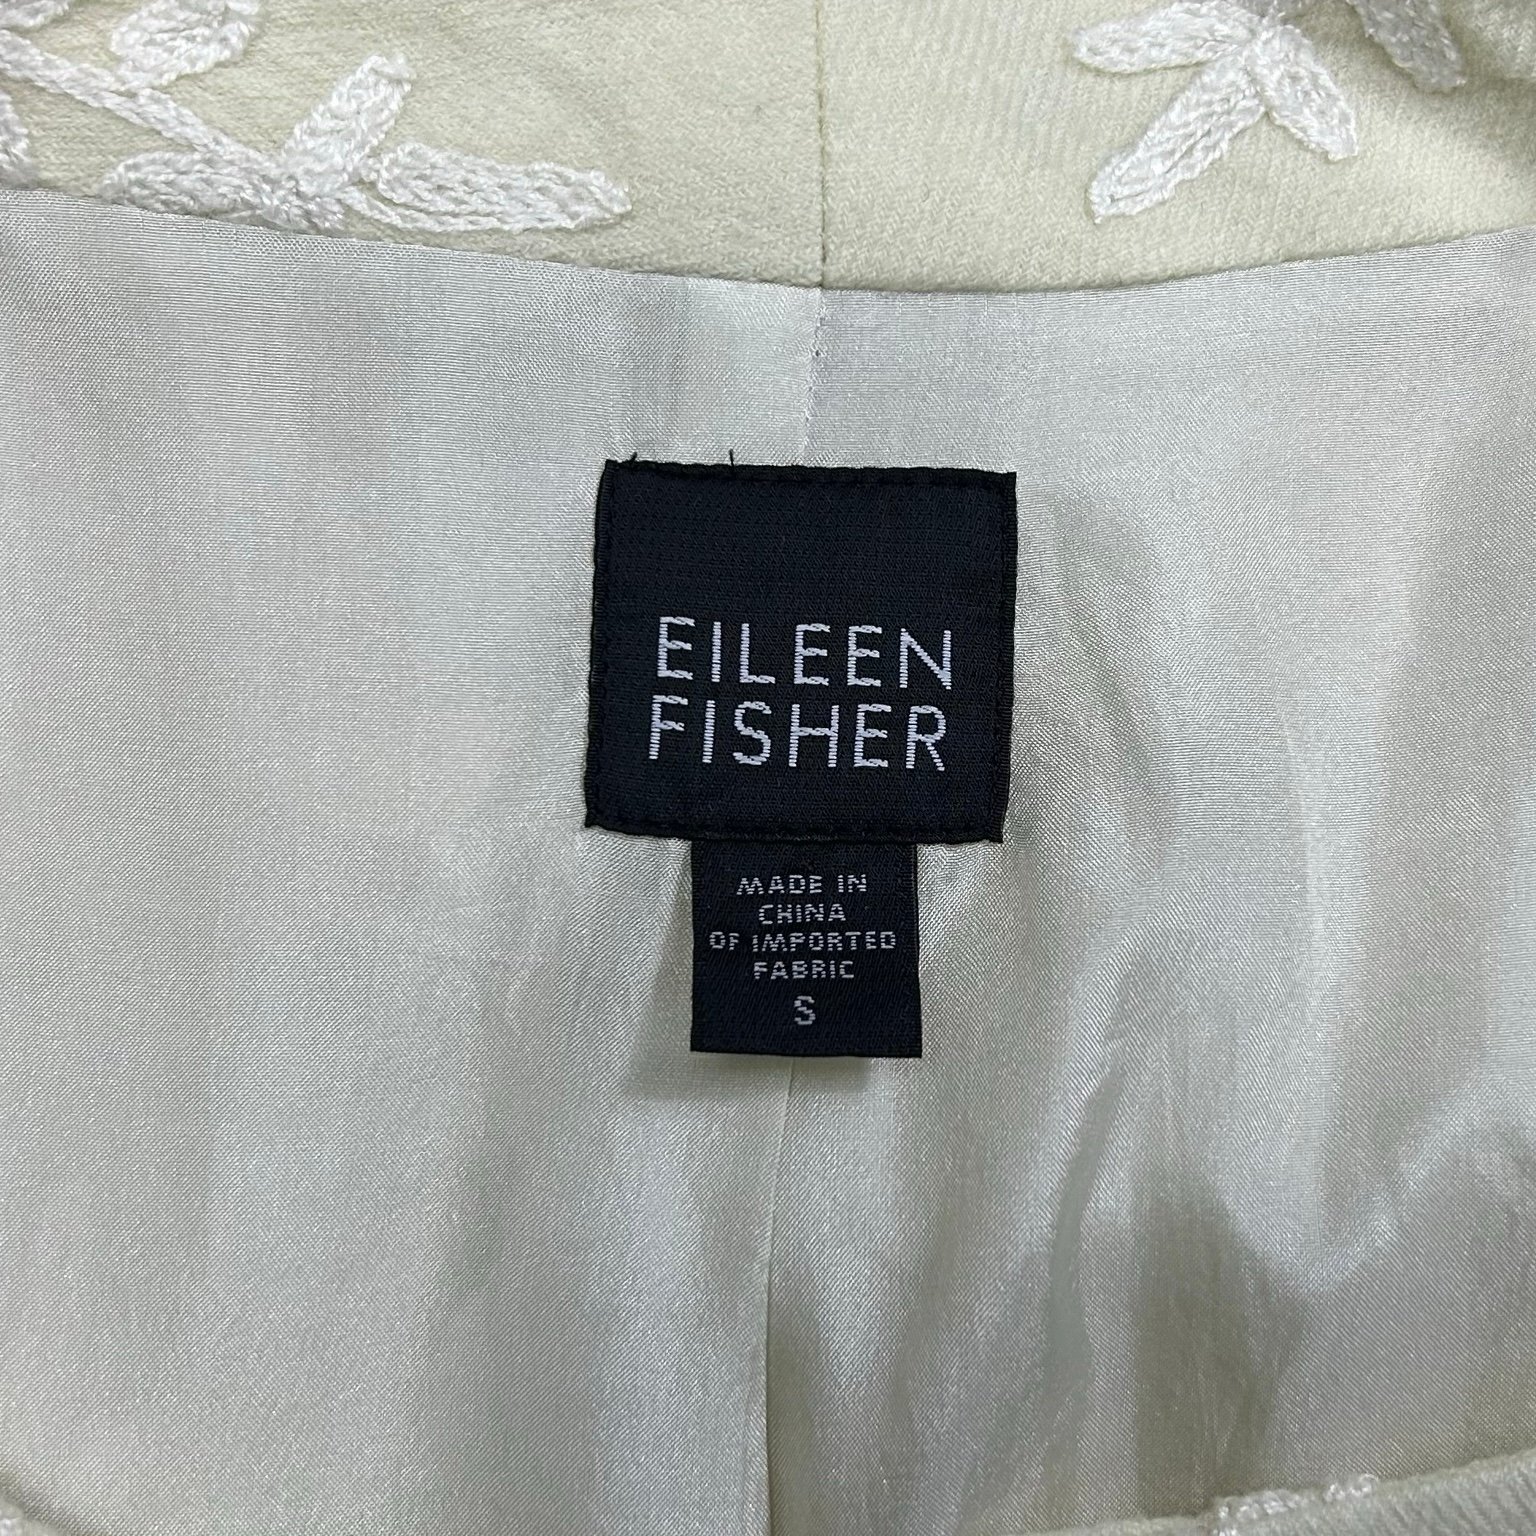 EILEEN
FISHER
MADE IN
CHINA
OF IMPORTED
FABRIC
S